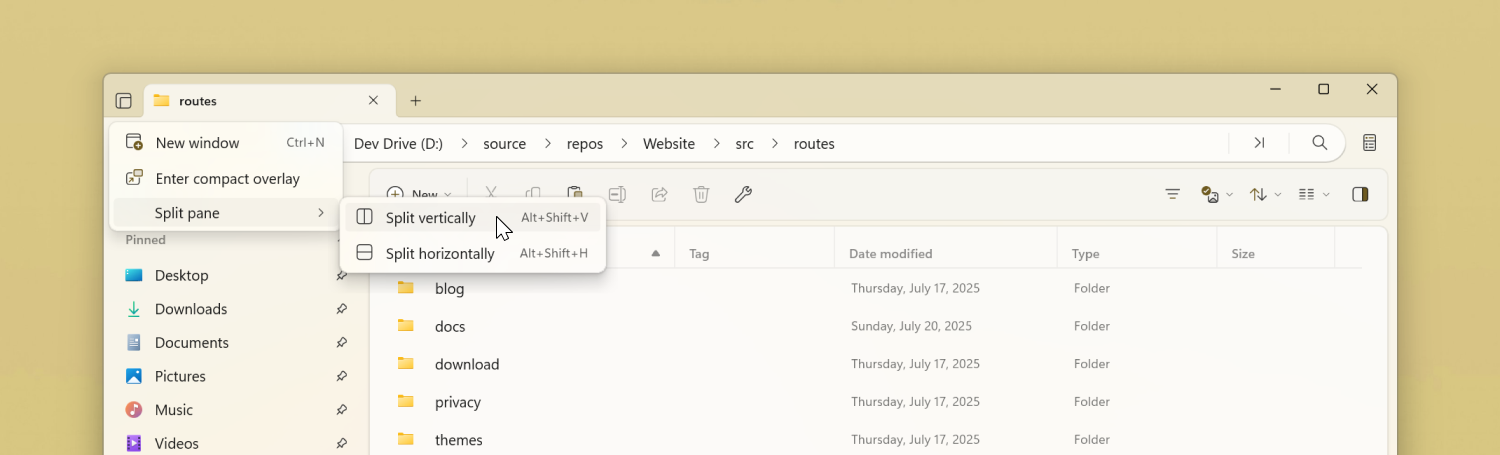 routes
New window Ctrl+N
Enter compact overlay
Split pane
Dev Drive (D:) source repos Website src routes
New
Split vertically Alt+Shift+V
Split horizontally Alt+Shift+H
Tag Date modified Type Size
Pinned
Desktop
Downloads
Documents
Pictures
Music
Videos
blog Thursday, July 17, 2025 Folder
docs Sunday, July 20, 2025 Folder
download Thursday, July 17, 2025 Folder
privacy Thursday, July 17, 2025 Folder
themes Thursday, July 17, 2025 Folder